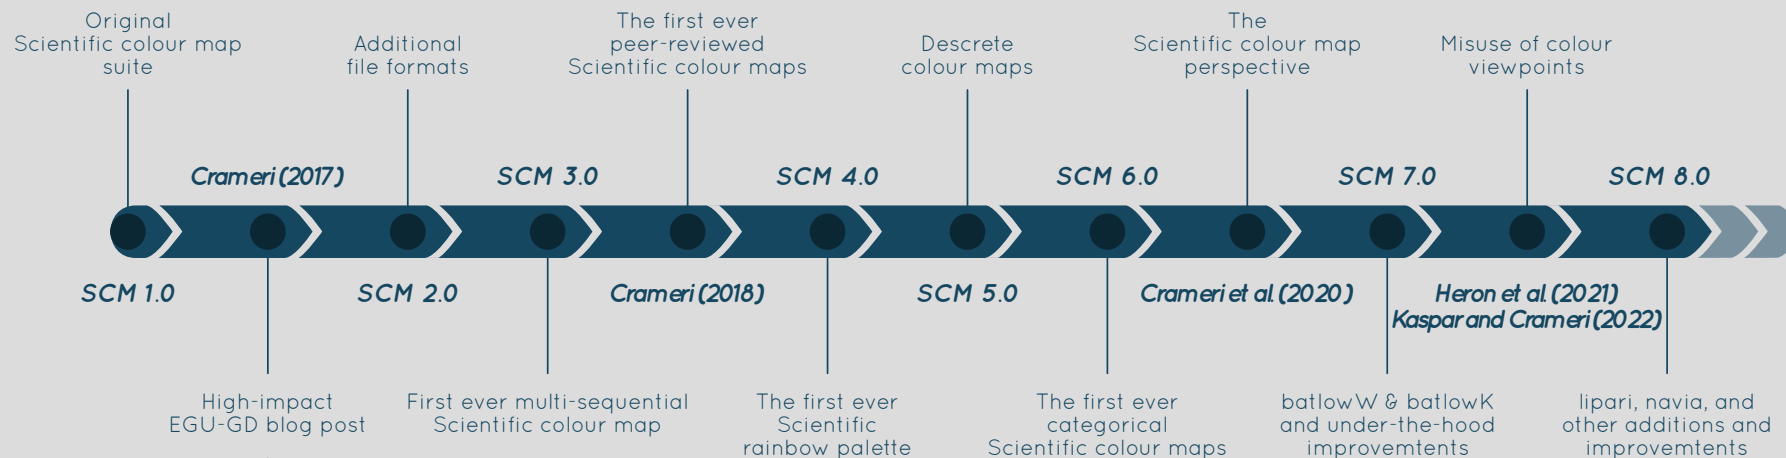 Original
Scientific colour map
suite
SCM 1.0
Crameri (2017)
High-impact
EGU-GD blog post
Additional
file formats
SCM 2.0
SCM 3.0
First ever multi-sequential
Scientific colour map
The first ever
peer-reviewed
Scientific colour maps
Crameri (2018)
SCM 4.0
The first ever
Scientific
rainbow palette
Descrete
colour maps
SCM 5.0
SCM 6.0
The first ever
categorical
Scientific colour maps
The
Scientific colour map
perspective
Crameri et al. (2020)
SCM 7.0
batlowW & batlowK
and under-the-hood
improvemtents
Misuse of colour
viewpoints
Heron et al. (2021)
Kaspar and Crameri (2022)
SCM 8.0
lipari, navia, and
other additions and
improvemtents